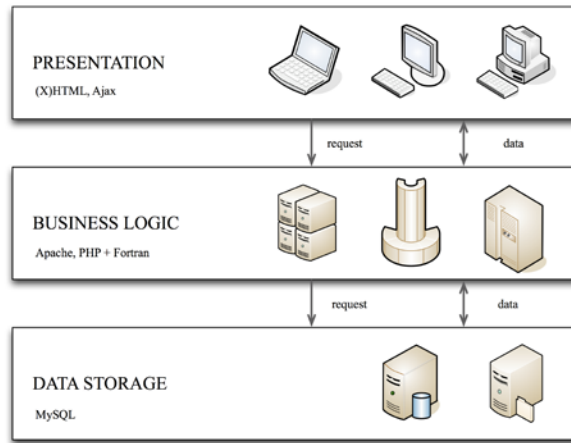 PRESENTATION
(X)HTML, Ajax
request data
BUSINESS LOGIC
Apache, PHP + Fortran
request data
DATA STORAGE
MySQL